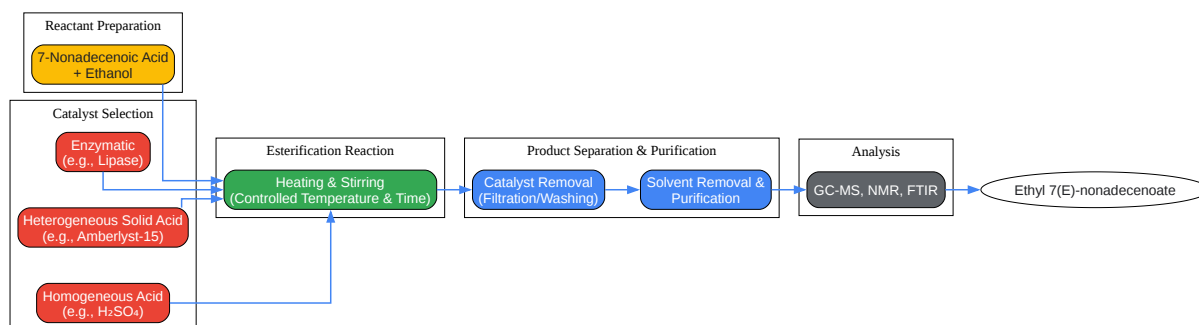 Reactant Preparation
7-Nonadecenoic Acid
+ Ethanol
Catalyst Selection
Enzymatic
(e.g., Lipase)
Heterogeneous Solid Acid
(e.g., Amberlyst-15)
Homogeneous Acid
(e.g., H₂SO₄)
Esterification Reaction
Heating & Stirring
(Controlled Temperature & Time)
Product Separation & Purification
Catalyst Removal
(Filtration/Washing)
Solvent Removal &
Purification
Analysis
GC-MS, NMR, FTIR
Ethyl 7(E)-nonadecenoate